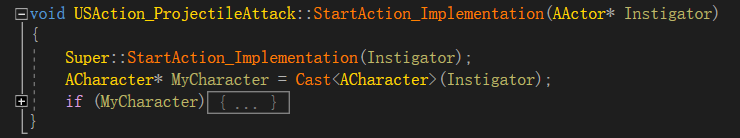 void USAction_ProjectileAttack::StartAction_Implementation(AActor* Instigator)
{
    Super::StartAction_Implementation(Instigator);
    ACharacter* MyCharacter = Cast<ACharacter>(Instigator);
    if (MyCharacter) { ... }
}